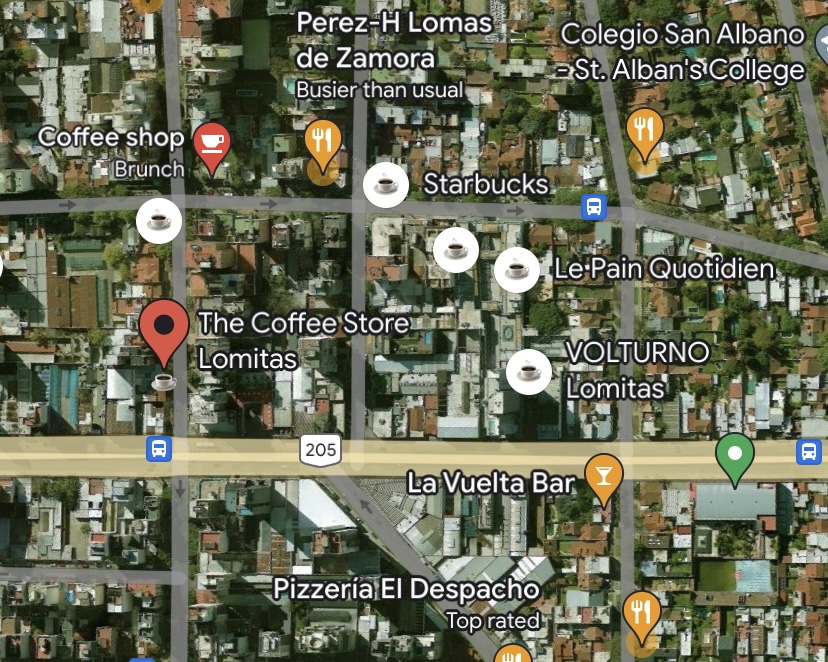 Perez-H Lomas
de Zamora
Busier than usual
Colegio San Albano
- St. Alban's College
Coffee shop
Brunch
Starbucks
Le Pain Quotidien
The Coffee Store
Lomitas
VOLTURNO
Lomitas
205
La Vuelta Bar
Pizzería El Despacho
Top rated